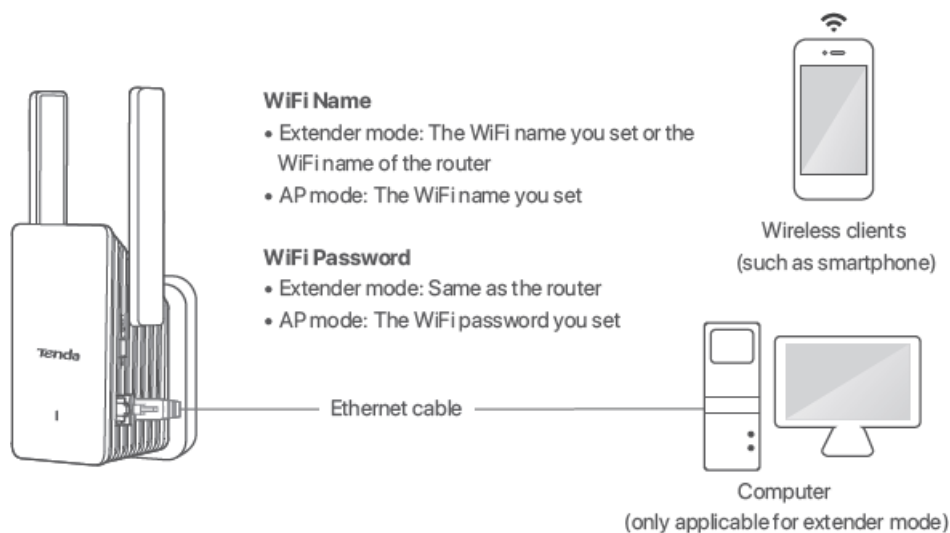 WiFi Name
• Extender mode: The WiFi name you set or the
WiFi name of the router
• AP mode: The WiFi name you set
WiFi Password
• Extender mode: Same as the router
• AP mode: The WiFi password you set
Tenda
Ethernet cable
Wireless clients
(such as smartphone)
Computer
(only applicable for extender mode)